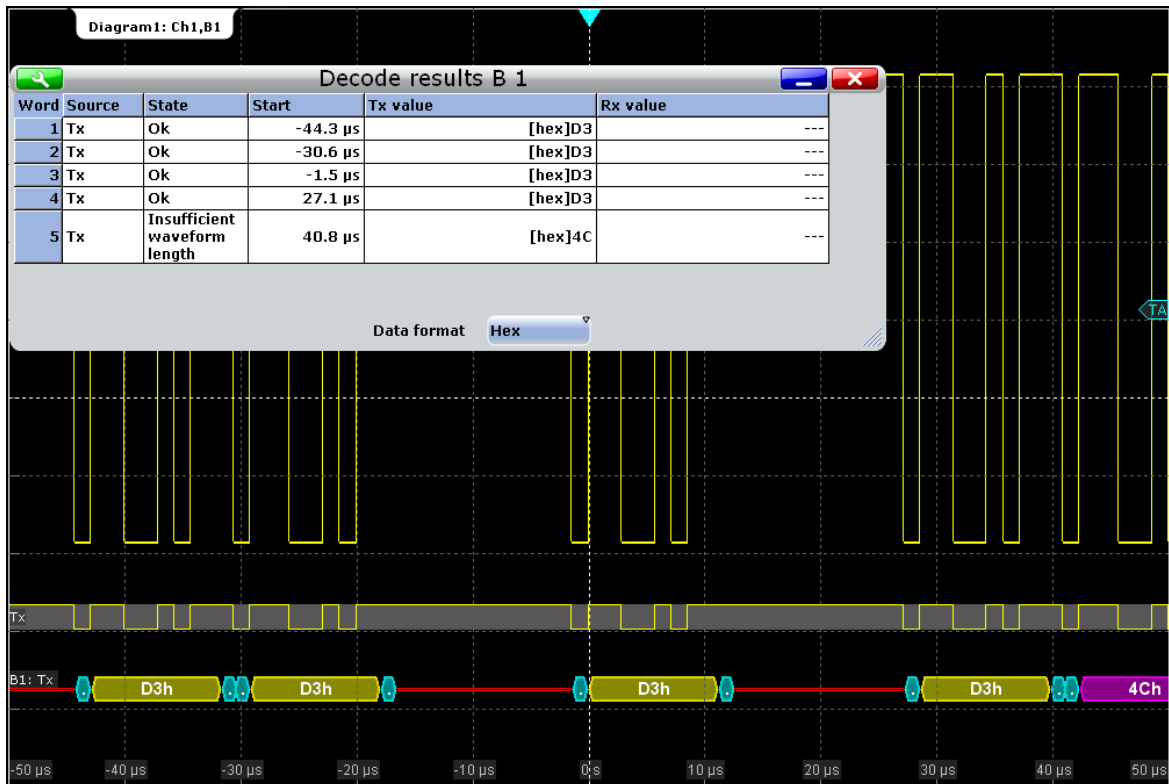 Diagram1: Ch1,B1
Decode results B 1
Word Source State Start Tx value Rx value
1 Tx Ok -44.3 µs [hex]D3 ---
2 Tx Ok -30.6 µs [hex]D3 ---
3 Tx Ok -1.5 µs [hex]D3 ---
4 Tx Ok 27.1 µs [hex]D3 ---
5 Tx Insufficient waveform length 40.8 µs [hex]4C ---
Data format Hex
TA
Tx
B1: Tx
. D3h . . D3h . . D3h . . D3h . . 4Ch
-50 µs -40 µs -30 µs -20 µs -10 µs 0 s 10 µs 20 µs 30 µs 40 µs 50 µs